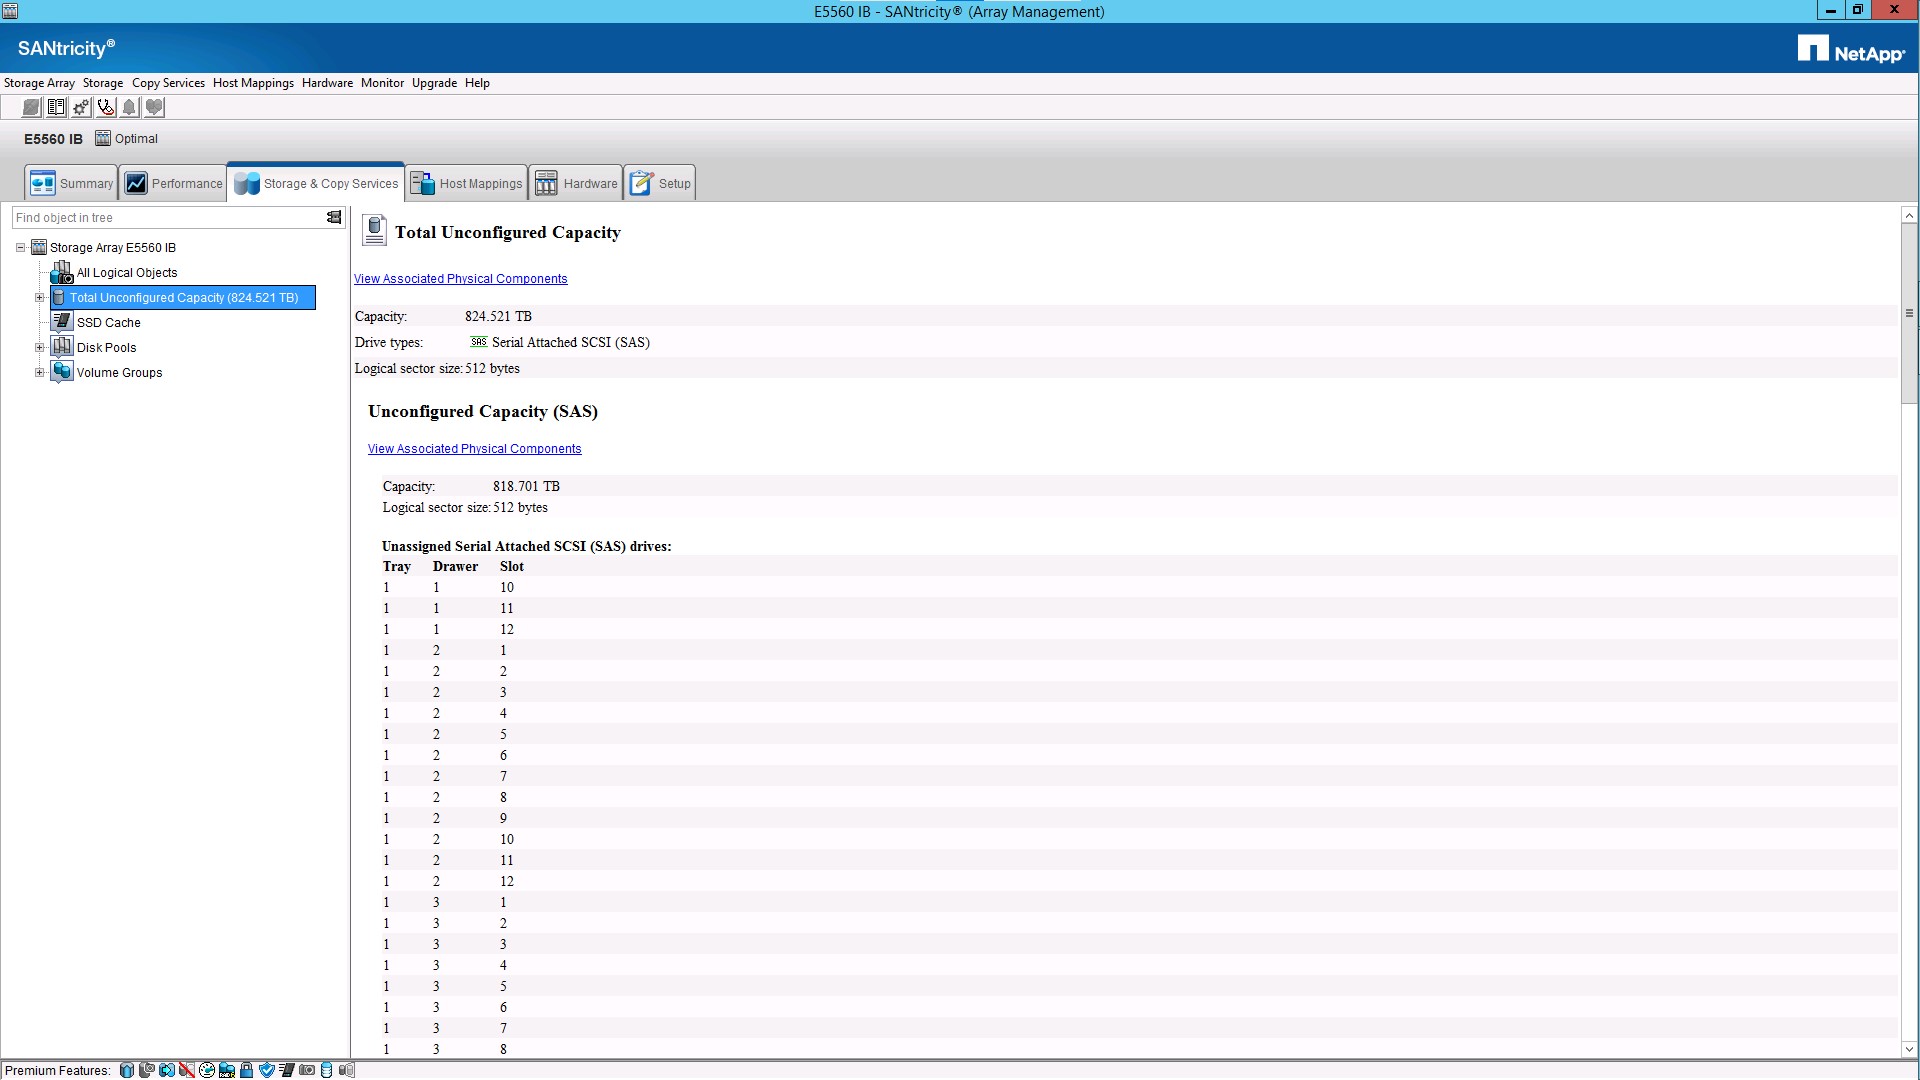 E5560 IB - SANtricity® (Array Management)
SANtricity®
NetApp®
Storage Array Storage Copy Services Host Mappings Hardware Monitor Upgrade Help
E5560 IB Optimal
Summary Performance Storage & Copy Services Host Mappings Hardware Setup
Find object in tree
Storage Array E5560 IB
All Logical Objects
Total Unconfigured Capacity (824.521 TB)
SSD Cache
Disk Pools
Volume Groups
Total Unconfigured Capacity
View Associated Physical Components
Capacity: 824.521 TB
Drive types: SAS Serial Attached SCSI (SAS)
Logical sector size: 512 bytes
Unconfigured Capacity (SAS)
View Associated Physical Components
Capacity: 818.701 TB
Logical sector size: 512 bytes
Unassigned Serial Attached SCSI (SAS) drives:
Tray Drawer Slot
1 1 10
1 1 11
1 1 12
1 2 1
1 2 2
1 2 3
1 2 4
1 2 5
1 2 6
1 2 7
1 2 8
1 2 9
1 2 10
1 2 11
1 2 12
1 3 1
1 3 2
1 3 3
1 3 4
1 3 5
1 3 6
1 3 7
1 3 8
Premium Features: